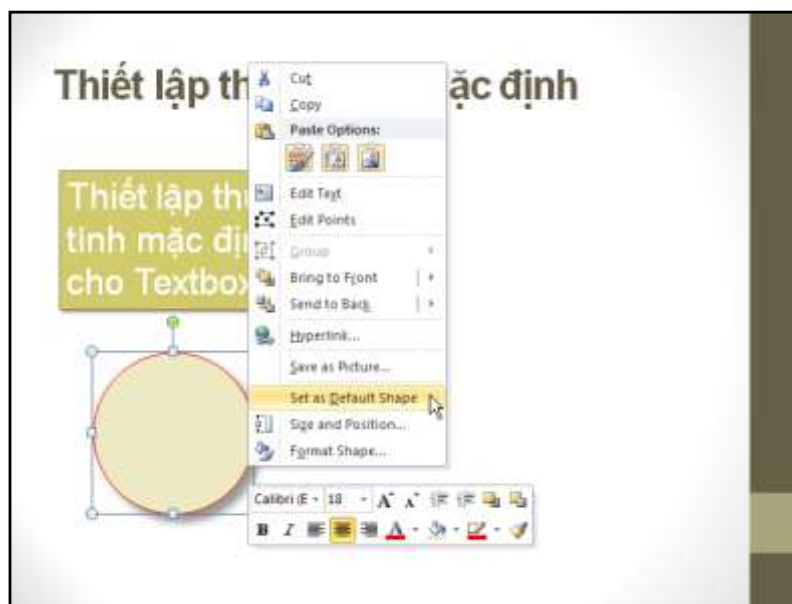 Thiết lập th ặc định
Cut
Copy
Paste Options:
Thiết lập th
tính mặc đị
cho Textbox
Edit Text
Edit Points
Group
Bring to Front
Send to Back
Hyperlink...
Save as Picture...
Set as Default Shape
Size and Position...
Format Shape...
Calibri (E 18 A A
B I A